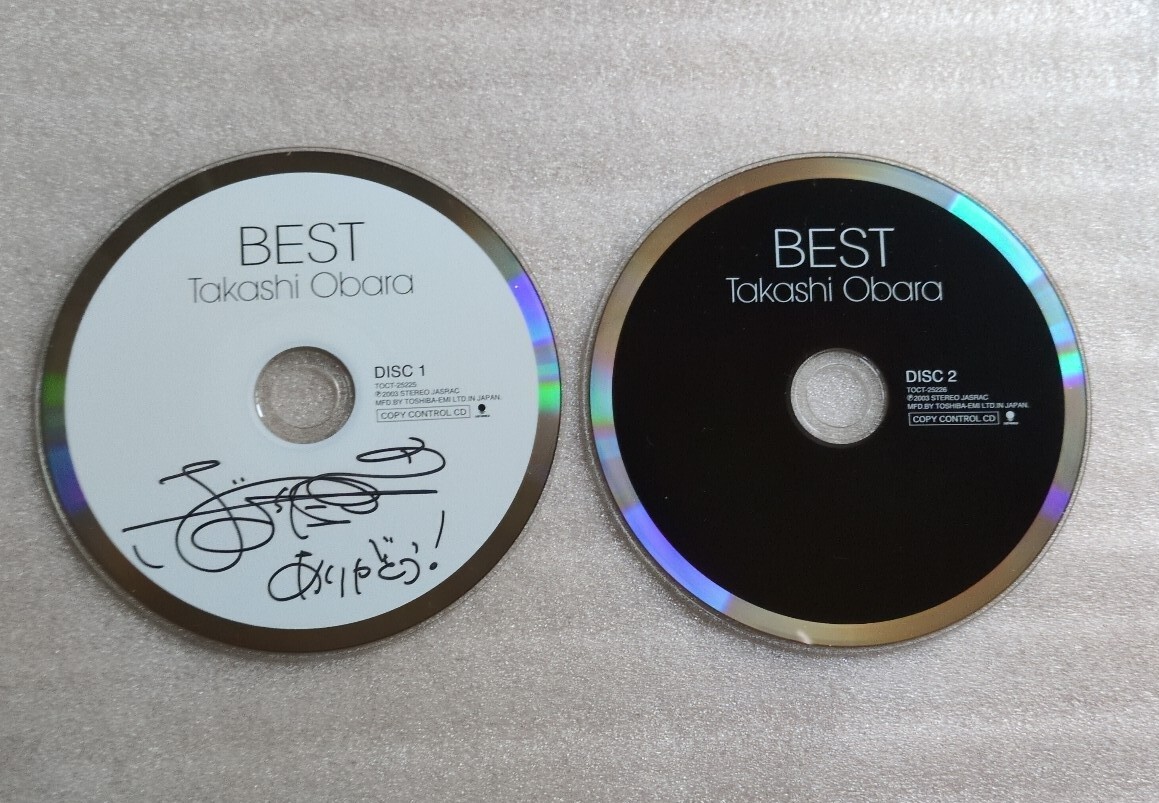 BEST
Takashi Obara
DISC 1
TOCT-25225
℗2003 STEREO JASRAC
MFD.BY TOSHIBA-EMI LTD.IN JAPAN.
COPY CONTROL CD
ありがどう!
BEST
Takashi Obara
DISC 2
TOCT-25226
℗2003 STEREO JASRAC
MFD.BY TOSHIBA-EMI LTD.IN JAPAN.
COPY CONTROL CD